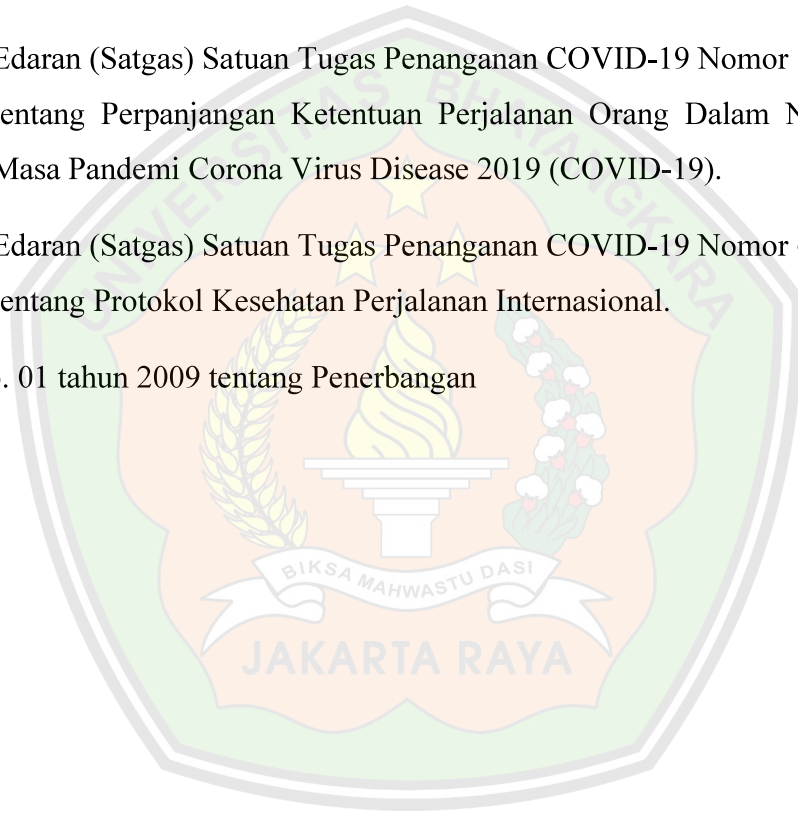 Edaran (Satgas) Satuan Tugas Penanganan COVID-19 Nomor
entang Perpanjangan Ketentuan Perjalanan Orang Dalam N
Masa Pandemi Corona Virus Disease 2019 (COVID-19).
Edaran (Satgas) Satuan Tugas Penanganan COVID-19 Nomor
entang Protokol Kesehatan Perjalanan Internasional.
. 01 tahun 2009 tentang Penerbangan
UNIVERSITAS BHAYANGKARA
BIKSA MAHWASTU DASI
JAKARTA RAYA